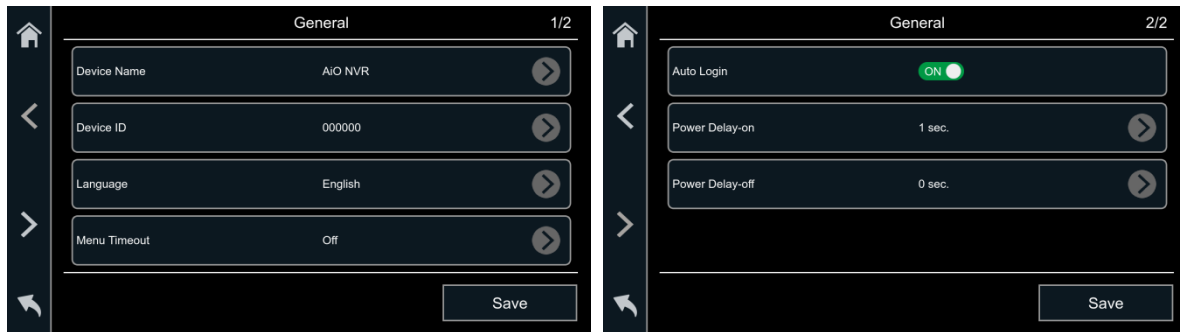 General 1/2
Device Name AiO NVR
Device ID 000000
Language English
Menu Timeout Off
Save
General 2/2
Auto Login ON
Power Delay-on 1 sec.
Power Delay-off 0 sec.
Save